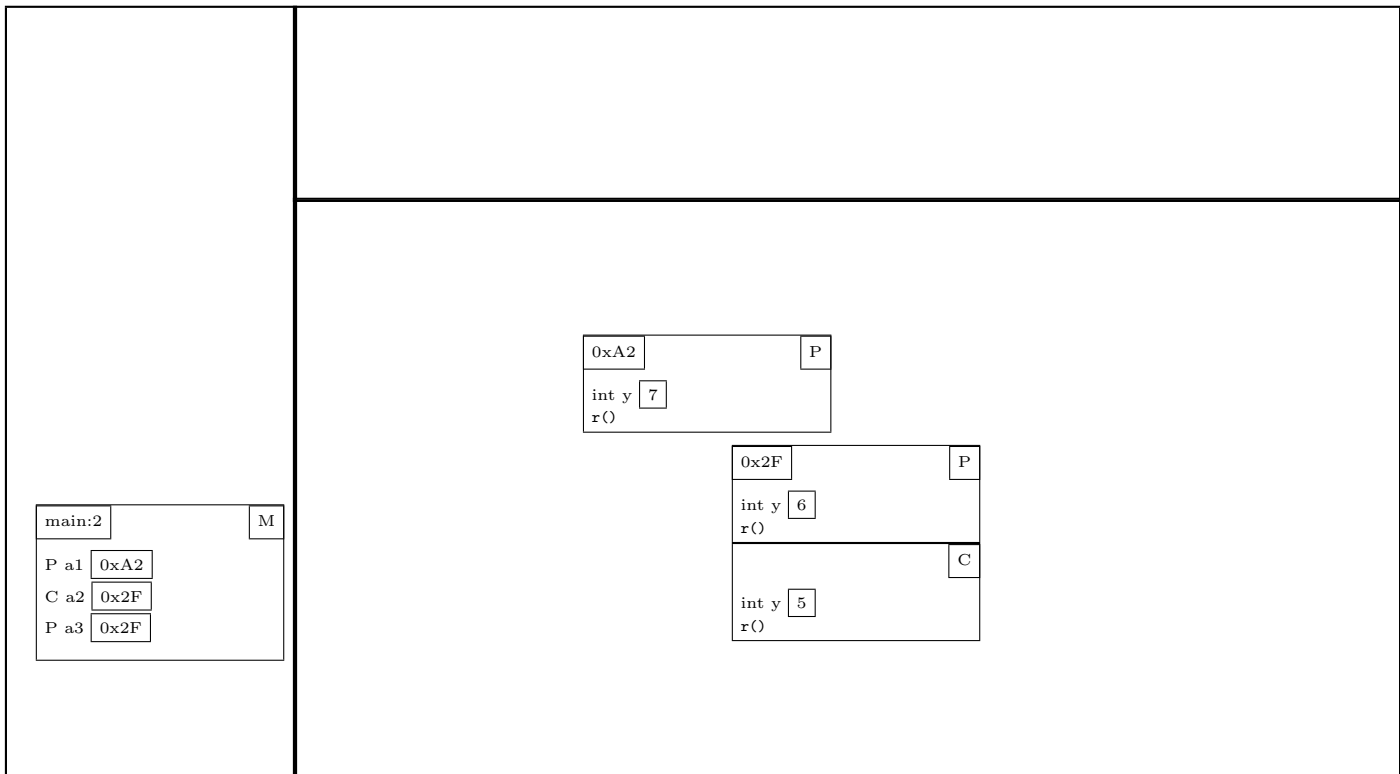 0xA2 P
int y 7
r()
0x2F P
int y 6
r()
C
int y 5
r()
main:2 M
P a1 0xA2
C a2 0x2F
P a3 0x2F